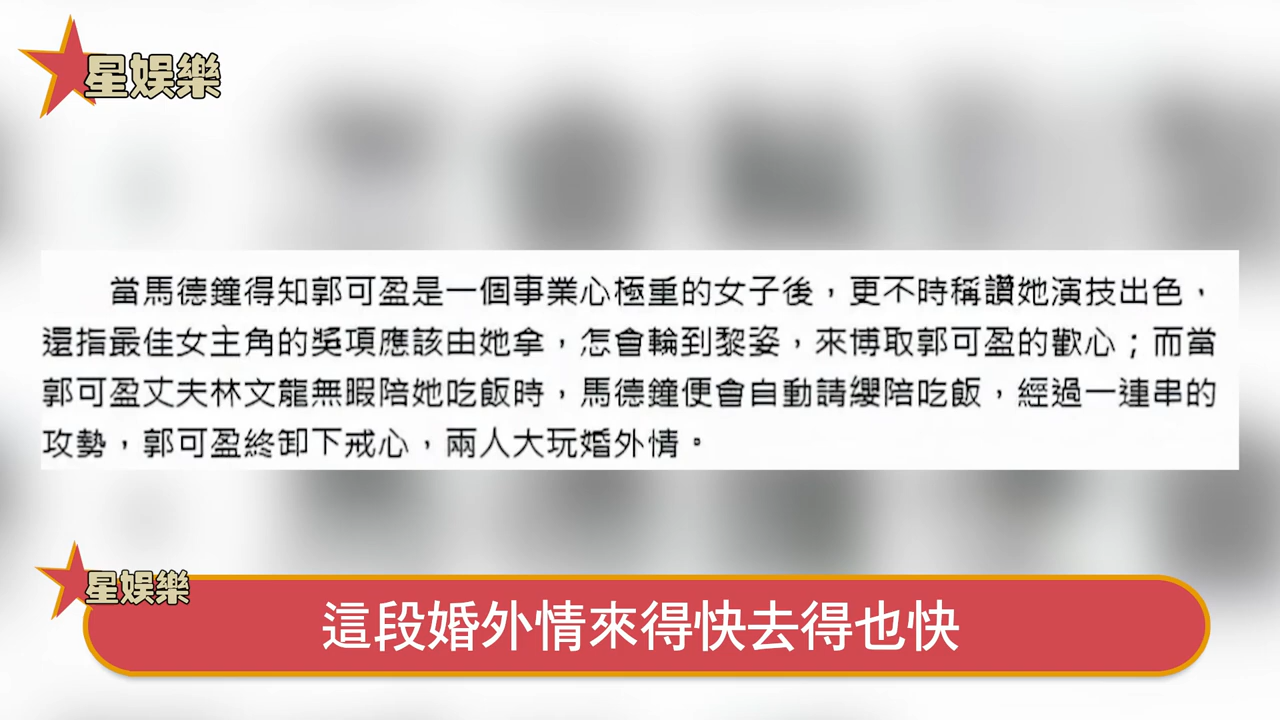 星娛樂
當馬德鐘得知郭可盈是一個事業心極重的女子後，更不時稱讚她演技出色，
還指最佳女主角的獎項應該由她拿，怎會輪到黎姿，來博取郭可盈的歡心；而當
郭可盈丈夫林文龍無暇陪她吃飯時，馬德鐘便會自動請纓陪吃飯，經過一連串的
攻勢，郭可盈終卸下戒心，兩人大玩婚外情。
星娛樂
這段婚外情來得快去得也快